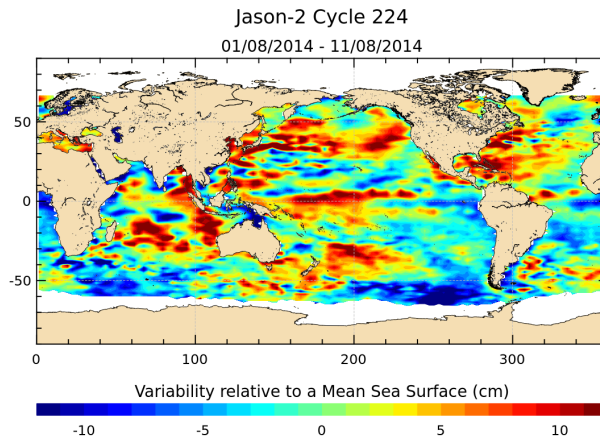 Jason-2 Cycle 224
01/08/2014 - 11/08/2014
50
0
-50
0 100 200 300
Variability relative to a Mean Sea Surface (cm)
-10 -5 0 5 10